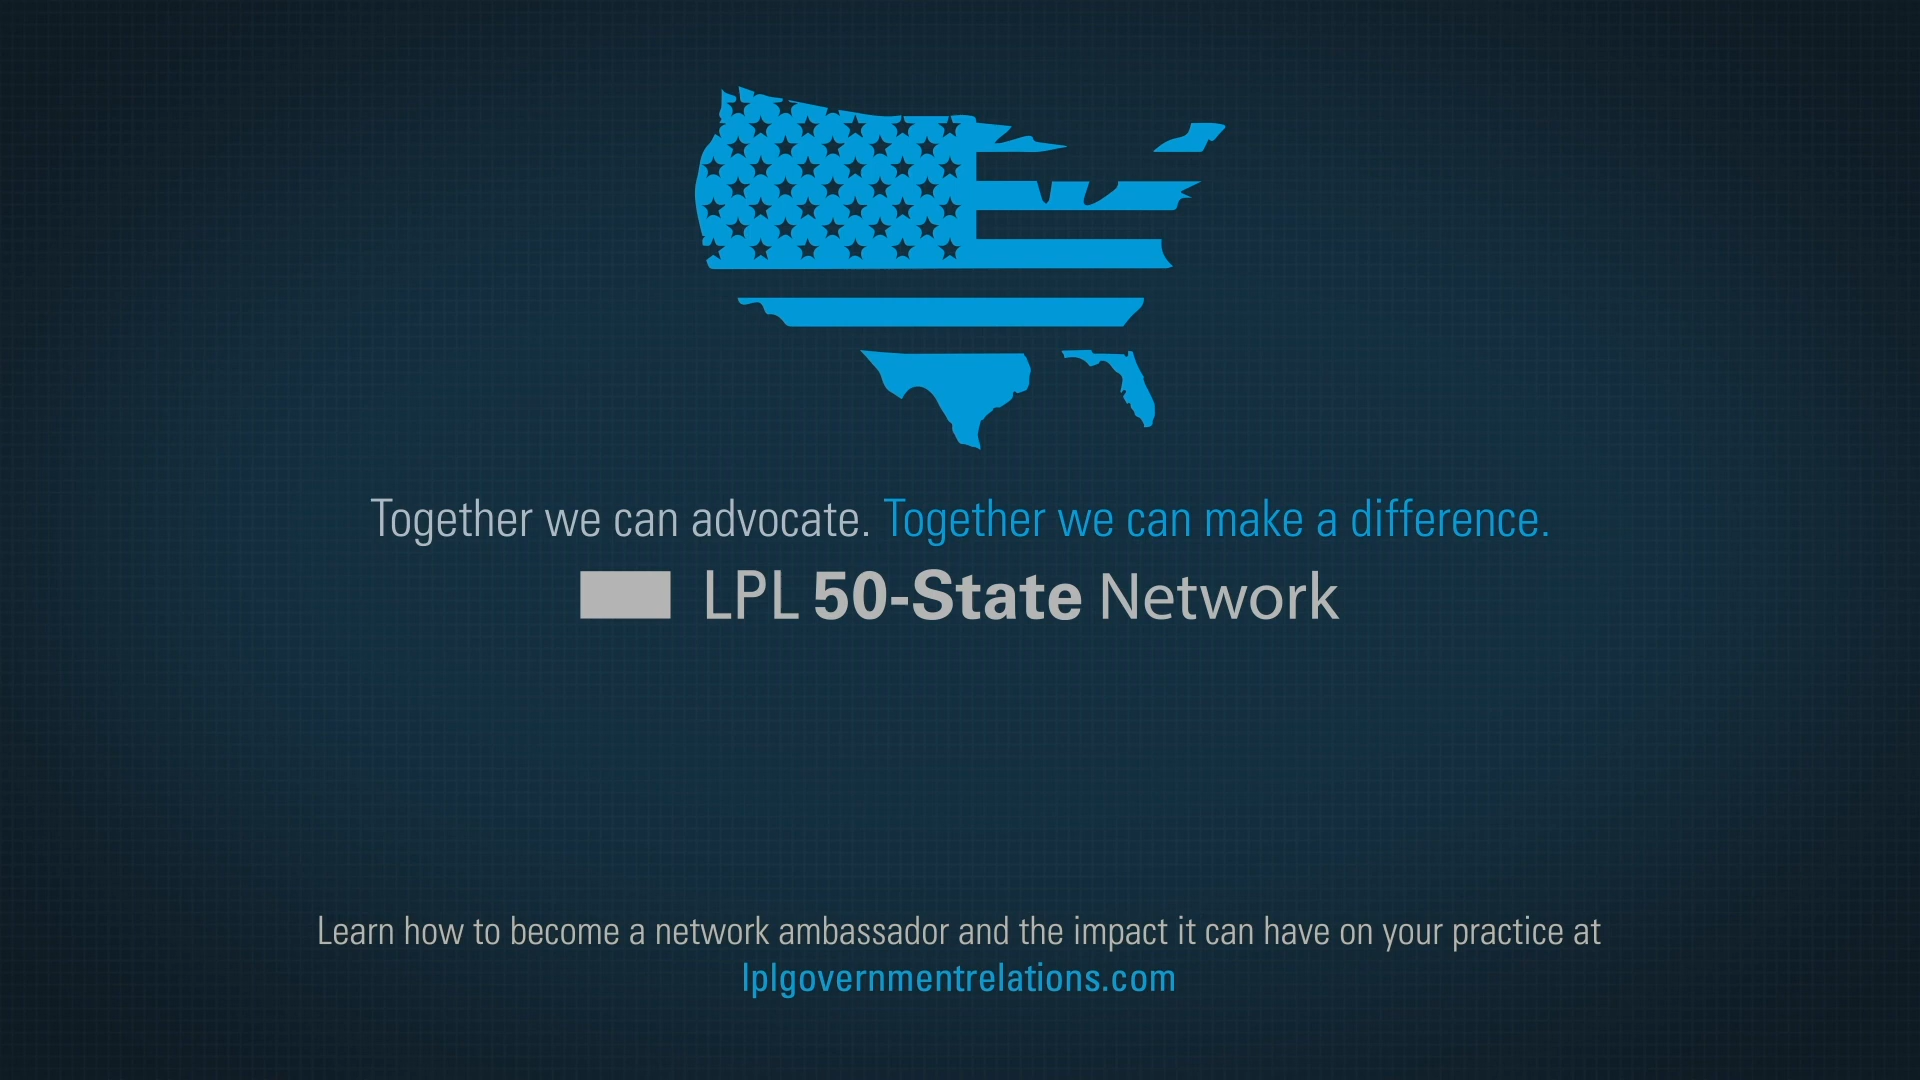 Together we can advocate. Together we can make a difference.
LPL 50-State Network
Learn how to become a network ambassador and the impact it can have on your practice at
lplgovernmentrelations.com